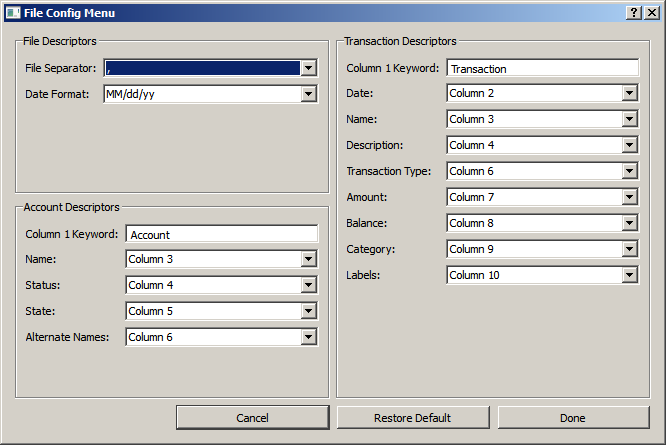 File Config Menu
File Descriptors
File Separator: ,
Date Format: MM/dd/yy
Account Descriptors
Column 1 Keyword: Account
Name: Column 3
Status: Column 4
State: Column 5
Alternate Names: Column 6
Transaction Descriptors
Column 1 Keyword: Transaction
Date: Column 2
Name: Column 3
Description: Column 4
Transaction Type: Column 6
Amount: Column 7
Balance: Column 8
Category: Column 9
Labels: Column 10
Cancel
Restore Default
Done